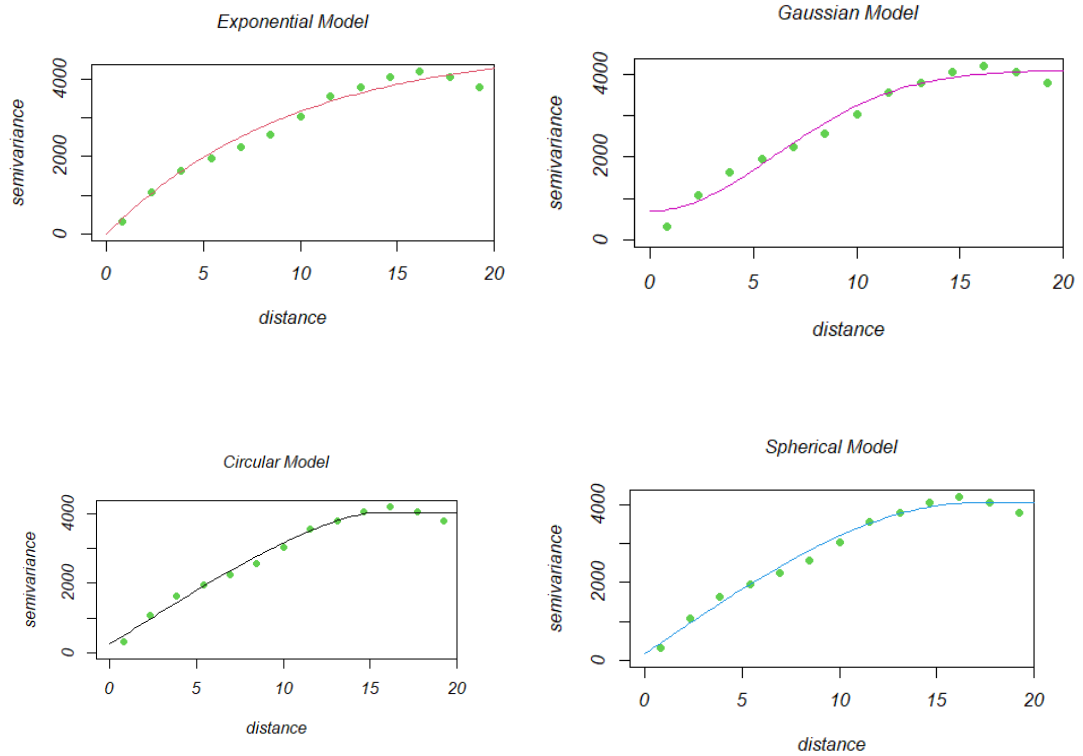 Exponential Model
semivariance
4000
2000
0
0 5 10 15 20
distance
Gaussian Model
semivariance
4000
2000
0
0 5 10 15 20
distance
Circular Model
semivariance
4000
2000
0
0 5 10 15 20
distance
Spherical Model
semivariance
4000
2000
0
0 5 10 15 20
distance